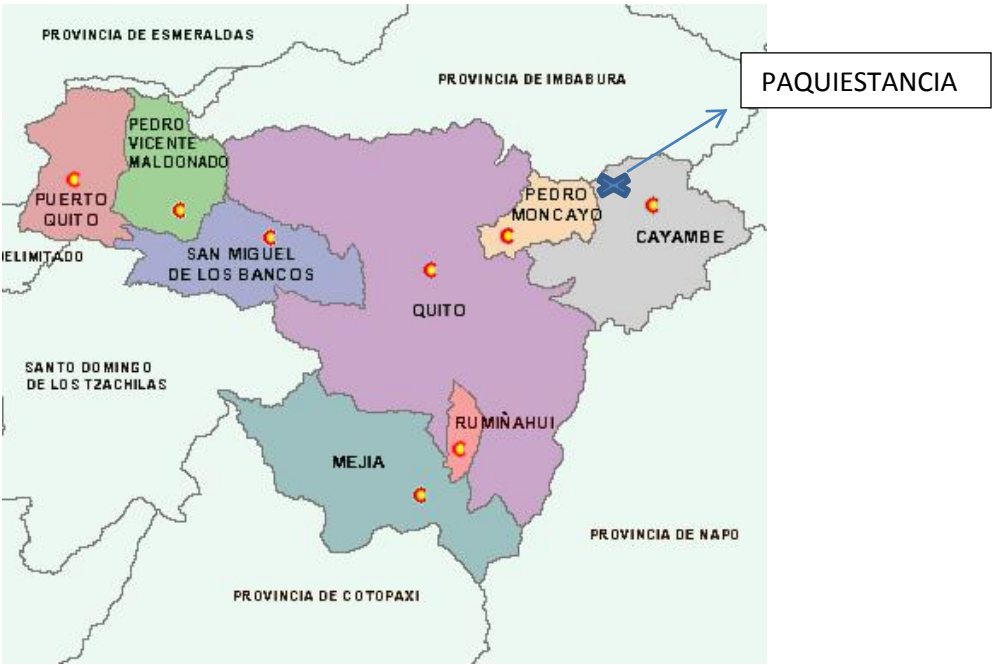 PROVINCIA DE ESMERALDAS
PROVINCIA DE IMBABURA
PAQUIESTANCIA
PEDRO
VICENTE
MALDONADO
PUERTO
QUITO
PEDRO
MONCAYO
CAYAMBE
ELIMITADO
SAN MIGUEL
DE LOS BANCOS
QUITO
SANTO DOMINGO
DE LOS TZACHILAS
RUMIÑAHUI
MEJIA
PROVINCIA DE NAPO
PROVINCIA DE COTOPAXI